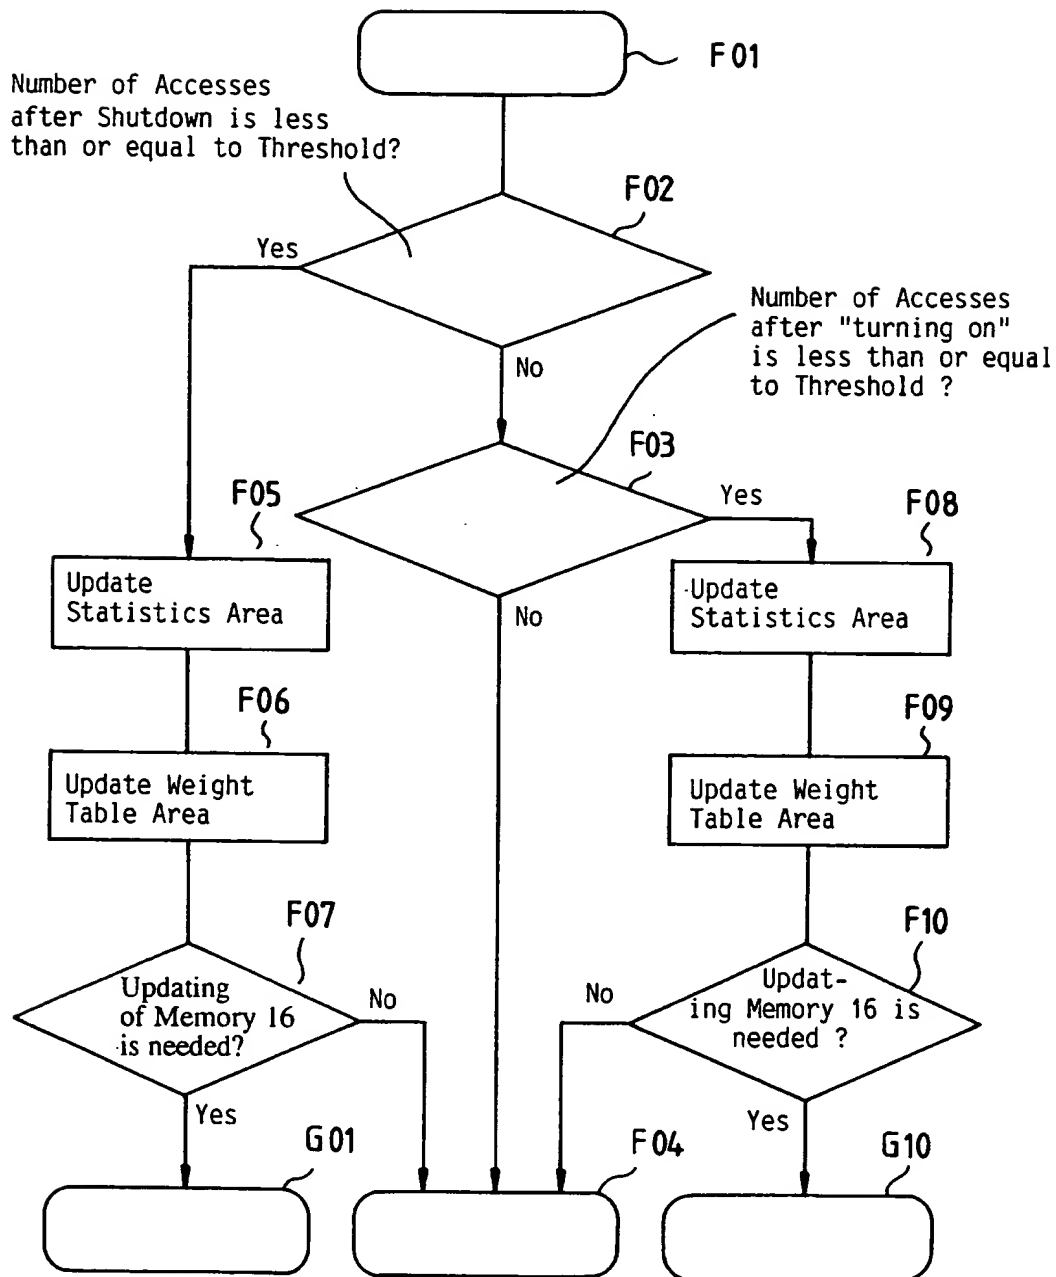 F01
Number of Accesses
after Shutdown is less
than or equal to Threshold?
F02
Yes
No
Number of Accesses
after "turning on"
is less than or equal
to Threshold ?
F03
Yes
No
F05
Update
Statistics Area
F08
Update
Statistics Area
F06
Update Weight
Table Area
F09
Update Weight
Table Area
F07
Updating
of Memory 16
is needed?
No
Yes
F10
Updat-
ing Memory 16 is
needed ?
No
Yes
G01
F04
G10